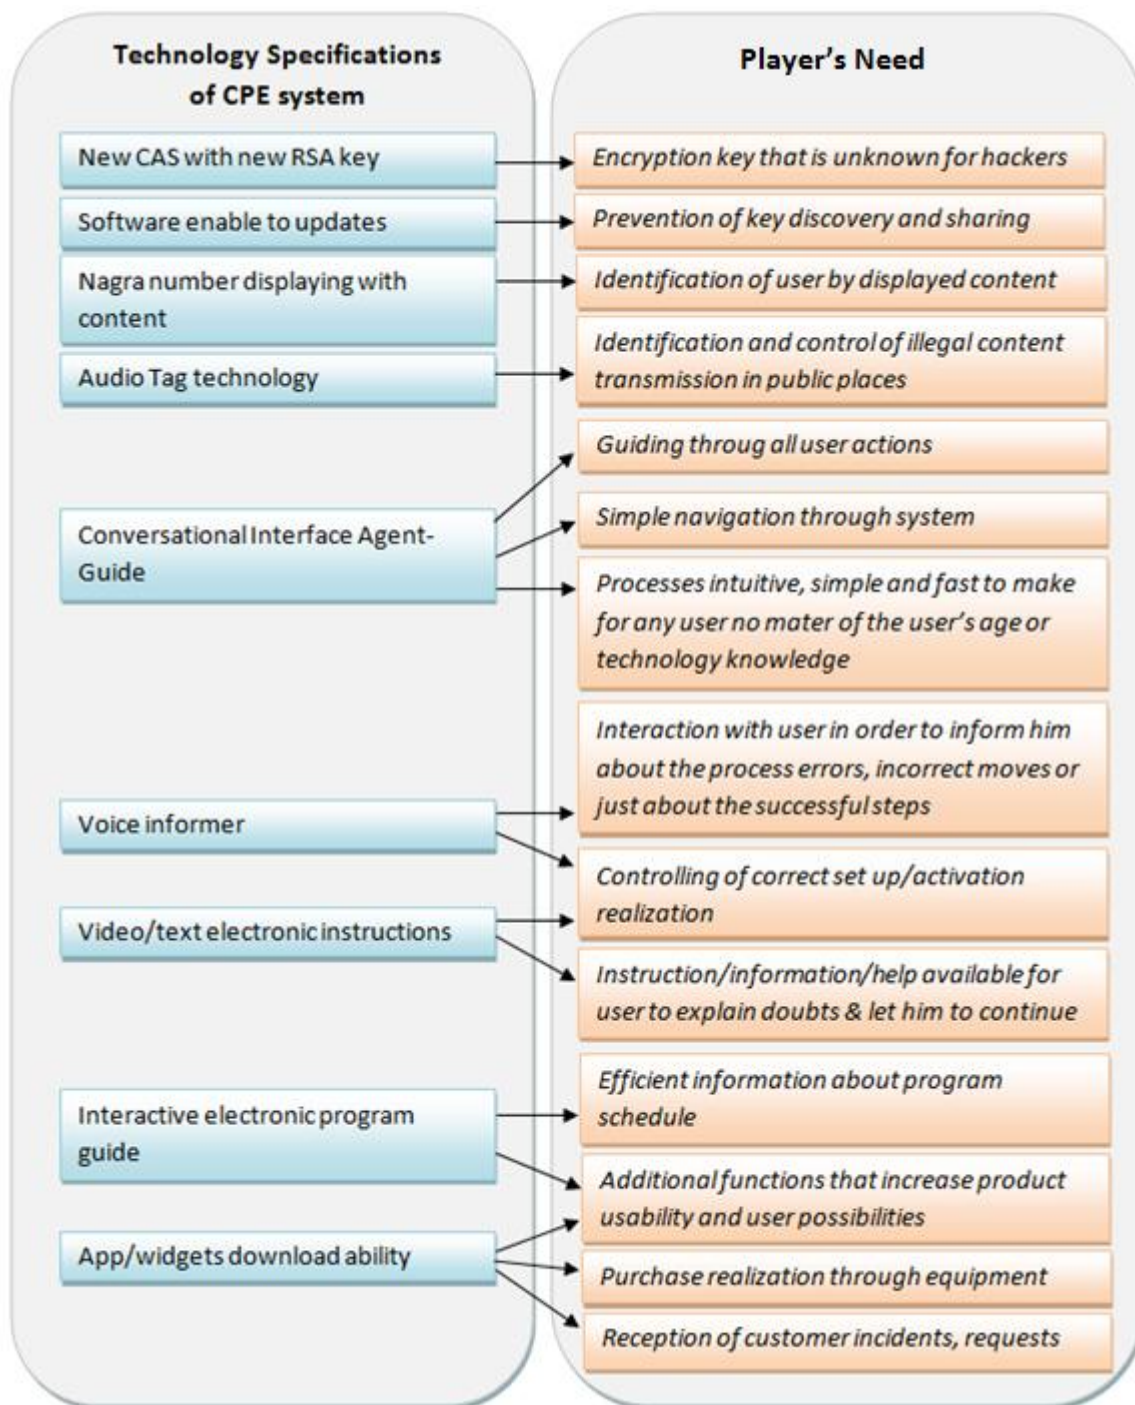 Technology Specifications
of CPE system
New CAS with new RSA key
Software enable to updates
Nagra number displaying with
content
Audio Tag technology
Conversational Interface Agent-
Guide
Voice informer
Video/text electronic instructions
Interactive electronic program
guide
App/widgets download ability
Player's Need
Encryption key that is unknown for hackers
Prevention of key discovery and sharing
Identification of user by displayed content
Identification and control of illegal content
transmission in public places
Guiding throug all user actions
Simple navigation through system
Processes intuitive, simple and fast to make
for any user no mater of the user's age or
technology knowledge
Interaction with user in order to inform him
about the process errors, incorrect moves or
just about the successful steps
Controlling of correct set up/activation
realization
Instruction/information/help available for
user to explain doubts & let him to continue
Efficient information about program
schedule
Additional functions that increase product
usability and user possibilities
Purchase realization through equipment
Reception of customer incidents, requests